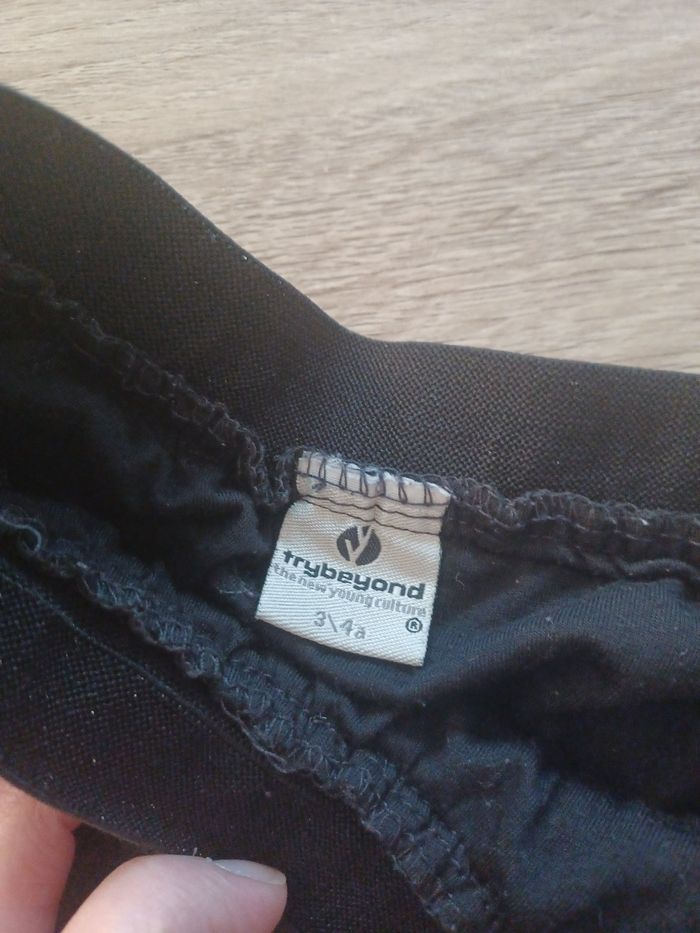 trybeyond
the new young culture
®
3\4a